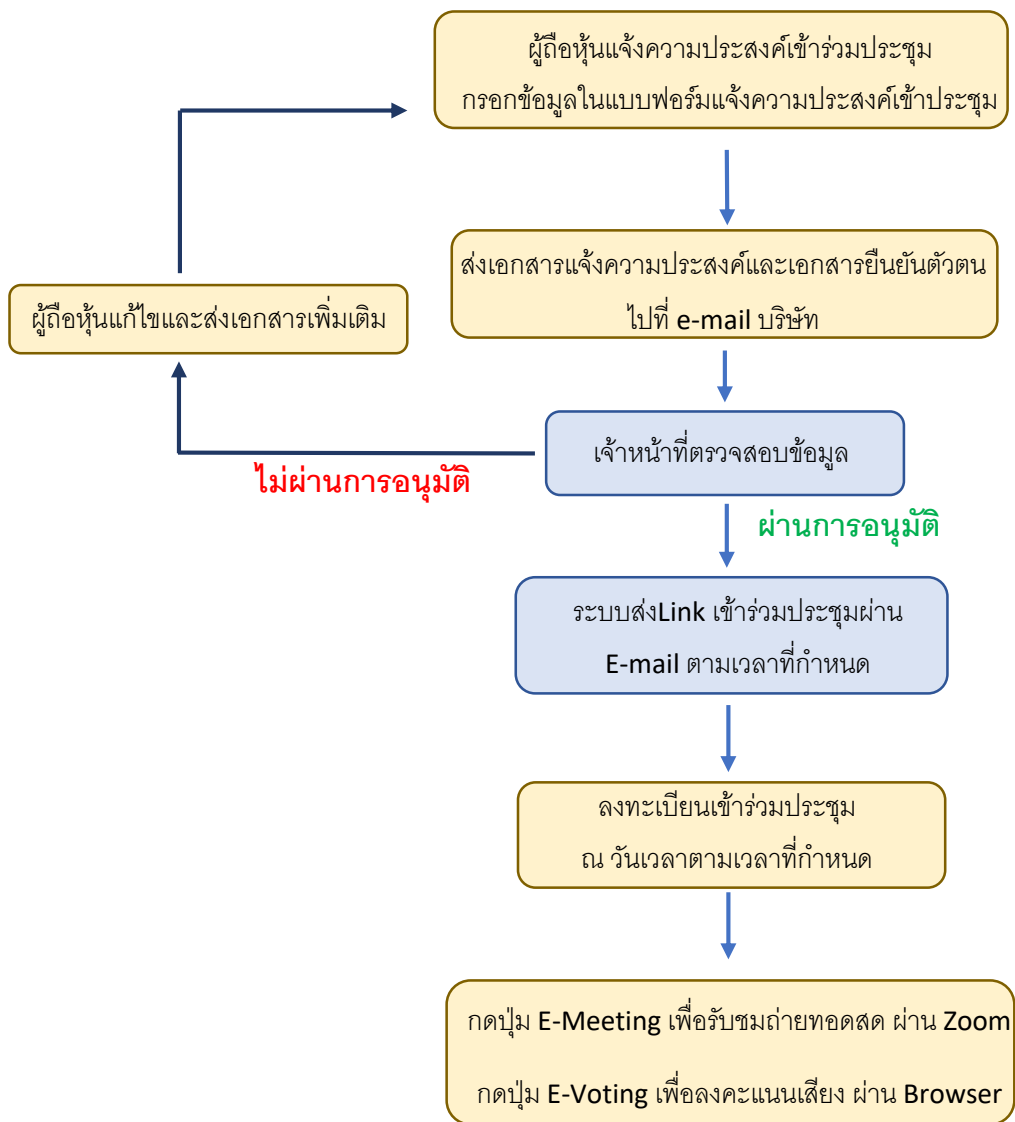 ผู้ถือหุ้นแจ้งความประสงค์เข้าร่วมประชุม
กรอกข้อมูลในแบบฟอร์มแจ้งความประสงค์เข้าประชุม
ส่งเอกสารแจ้งความประสงค์และเอกสารยืนยันตัวตน
ไปที่ e-mail บริษัท
ผู้ถือหุ้นแก้ไขและส่งเอกสารเพิ่มเติม
เจ้าหน้าที่ตรวจสอบข้อมูล
ไม่ผ่านการอนุมัติ
ผ่านการอนุมัติ
ระบบส่งLink เข้าร่วมประชุมผ่าน
E-mail ตามเวลาที่กำหนด
ลงทะเบียนเข้าร่วมประชุม
ณ วันเวลาตามเวลาที่กำหนด
กดปุ่ม E-Meeting เพื่อรับชมถ่ายทอดสด ผ่าน Zoom
กดปุ่ม E-Voting เพื่อลงคะแนนเสียง ผ่าน Browser